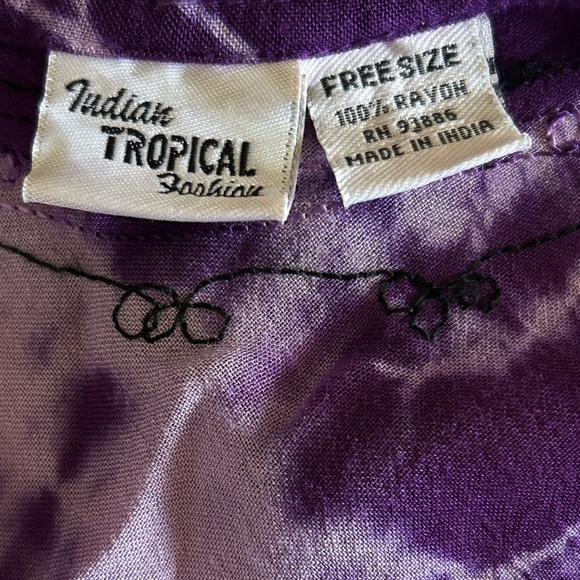 Indian
TROPICAL
Fashion
FREE SIZE
100% RAYON
RN 93886
MADE IN INDIA